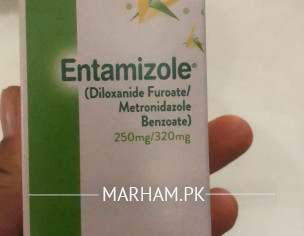 Entamizole®
(Diloxanide Furoate/
Metronidazole
Benzoate)
250mg/320mg
MARHAM.PK